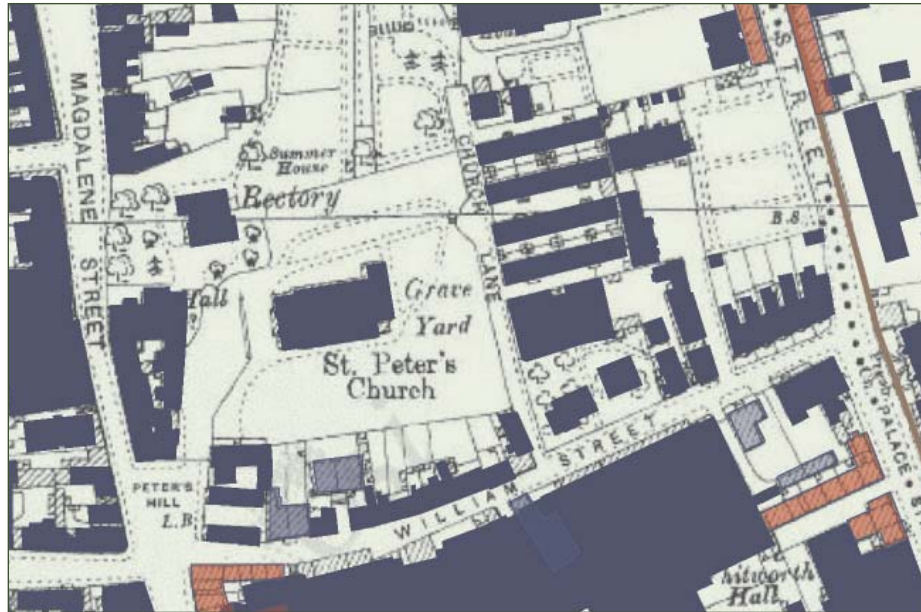 MAGDALENE
STREET
STREET
Summer
House
Rectory
CHURCH
LANE
B.S
Hall
Grave
Yard
St. Peter's
Church
PALACE ST
PETER'S
HILL
L.B
WILLIAM STREET
hitworth
Hall